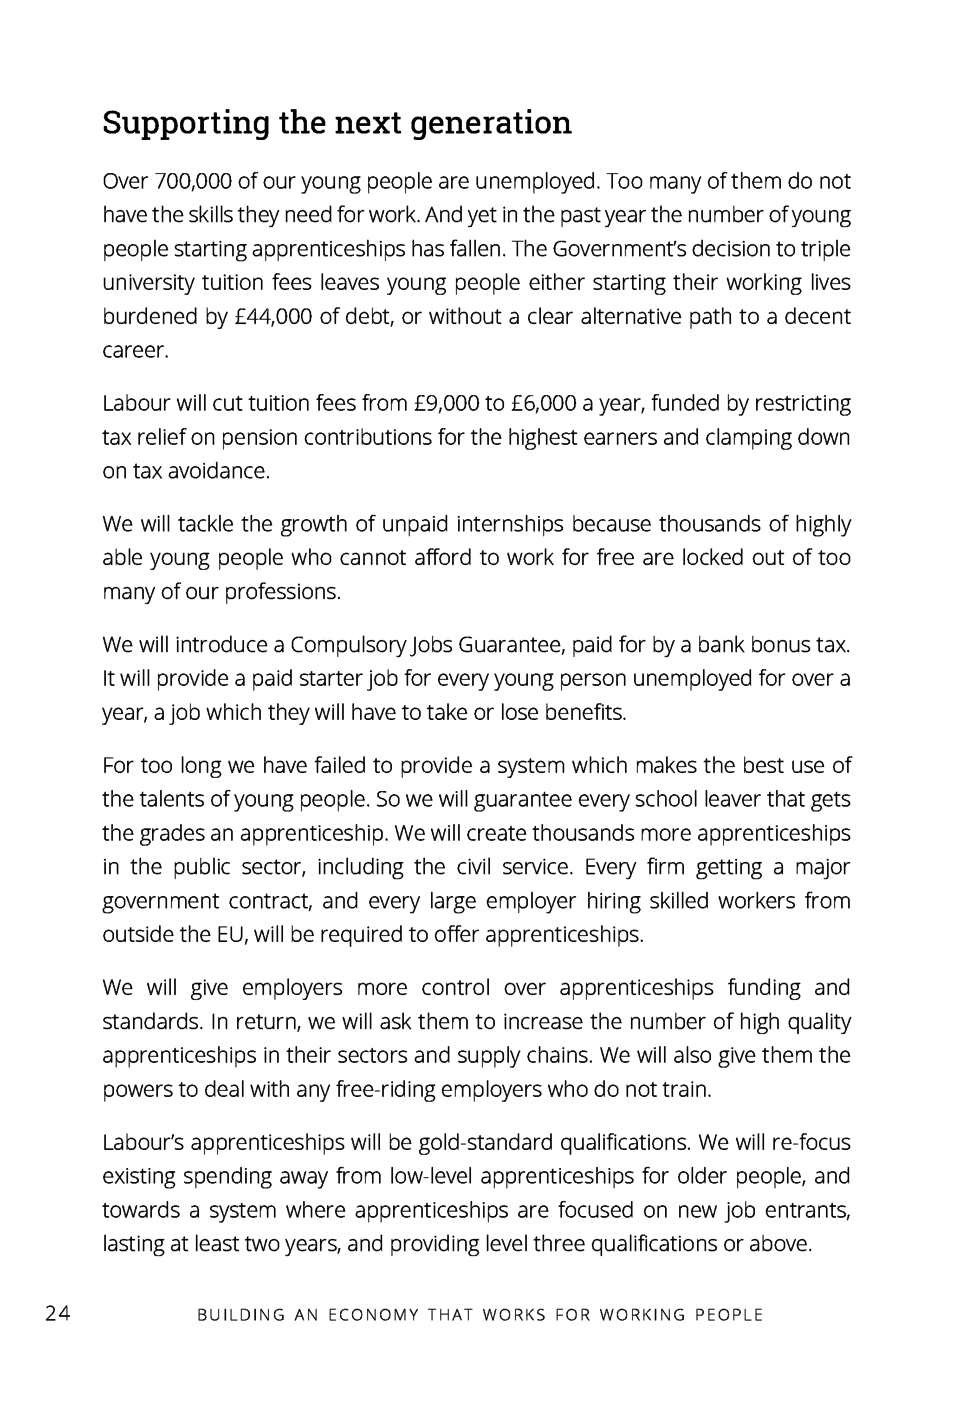 Supporting the next generation
Over 700,000 of our young people are unemployed. Too many of them do not
have the skills they need for work. And yet in the past year the number of young
people starting apprenticeships has fallen. The Government’s decision to triple
university tuition fees leaves young people either starting their working lives
burdened by £44,000 of debt, or without a clear alternative path to a decent
career.
Labour will cut tuition fees from £9,000 to £6,000 a year, funded by restricting
tax relief on pension contributions for the highest earners and clamping down
on tax avoidance.
We will tackle the growth of unpaid internships because thousands of highly
able young people who cannot afford to work for free are locked out of too
many of our professions.
We will introduce a Compulsory Jobs Guarantee, paid for by a bank bonus tax.
It will provide a paid starter job for every young person unemployed for over a
year, a job which they will have to take or lose benefits.
For too long we have failed to provide a system which makes the best use of
the talents of young people. So we will guarantee every school leaver that gets
the grades an apprenticeship. We will create thousands more apprenticeships
in the public sector, including the civil service. Every firm getting a major
government contract, and every large employer hiring skilled workers from
outside the EU, will be required to offer apprenticeships.
We will give employers more control over apprenticeships funding and
standards. In return, we will ask them to increase the number of high quality
apprenticeships in their sectors and supply chains. We will also give them the
powers to deal with any free-riding employers who do not train.
Labour’s apprenticeships will be gold-standard qualifications. We will re-focus
existing spending away from low-level apprenticeships for older people, and
towards a system where apprenticeships are focused on new job entrants,
lasting at least two years, and providing level three qualifications or above.
24 BUILDING AN ECONOMY THAT WORKS FOR WORKING PEOPLE